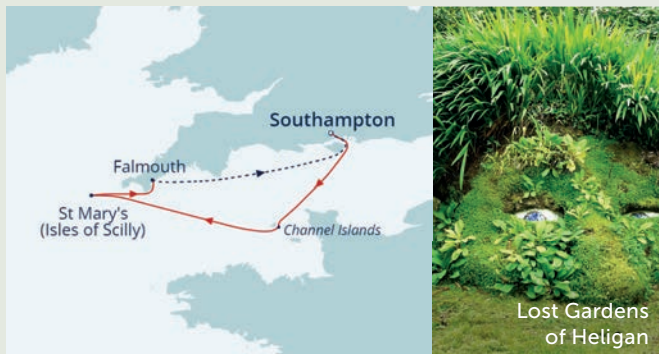 Southampton
Falmouth
St Mary's
(Isles of Scilly)
Channel Islands
Lost Gardens
of Heligan